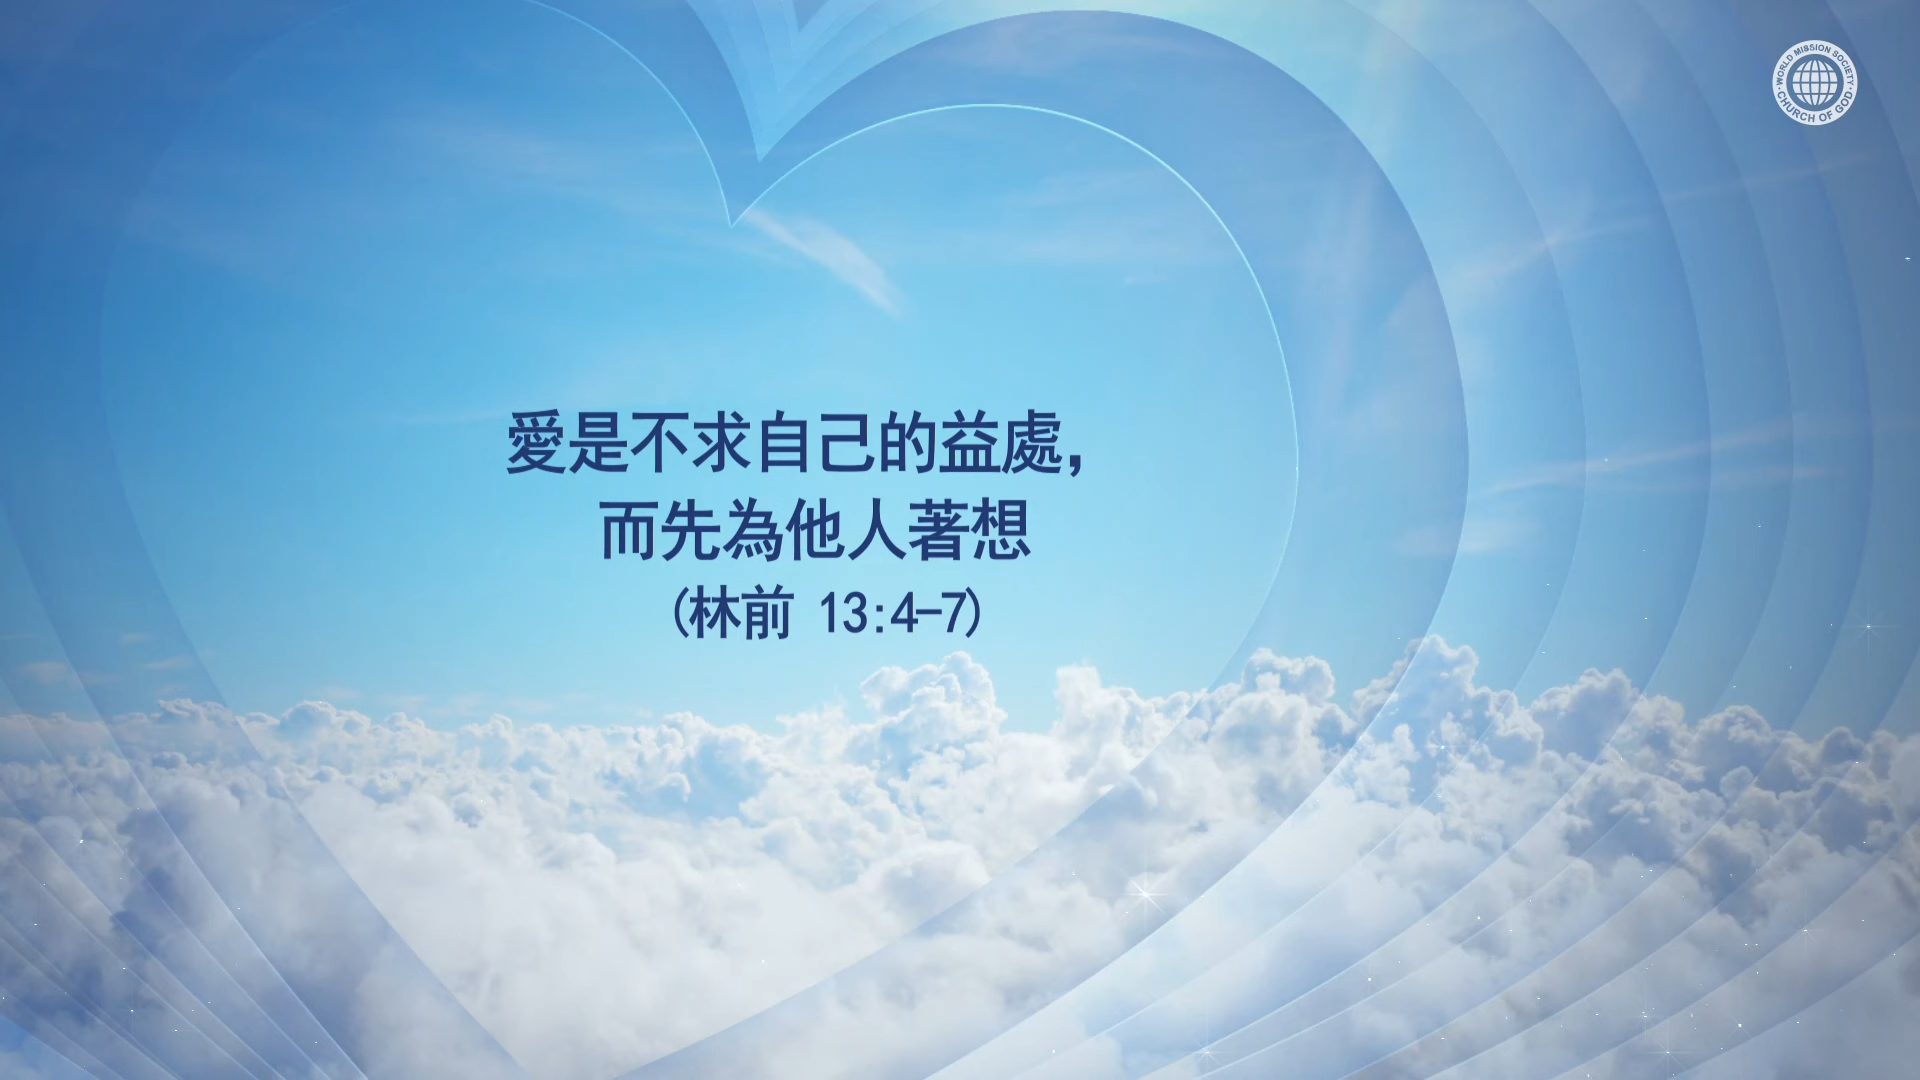 愛是不求自己的益處,
而先為他人著想
(林前 13:4-7)
WORLD MISSION SOCIETY
CHURCH OF GOD